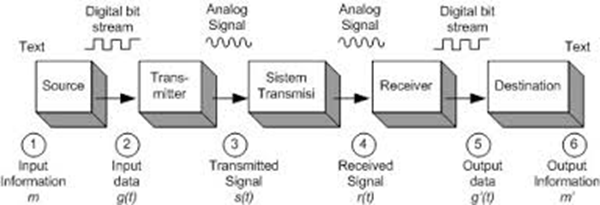 Digital bit
stream
Analog
Signal
Analog
Signal
Digital bit
stream
Text
Text
Source
Trans-
mitter
Sistem
Transmisi
Receiver
Destination
1
2
3
4
5
6
Input
Information
m
Input
data
g(t)
Transmitted
Signal
s(t)
Received
Signal
r(t)
Output
data
g'(t)
Output
Information
m'